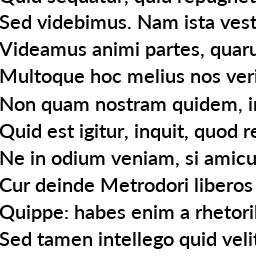 Quid sequatur, quid repugnet
Sed videbimus. Nam ista vest
Videamus animi partes, quaru
Multoque hoc melius nos veri
Non quam nostram quidem, in
Quid est igitur, inquit, quod re
Ne in odium veniam, si amicu
Cur deinde Metrodori liberos
Quippe: habes enim a rhetori
Sed tamen intellego quid velit